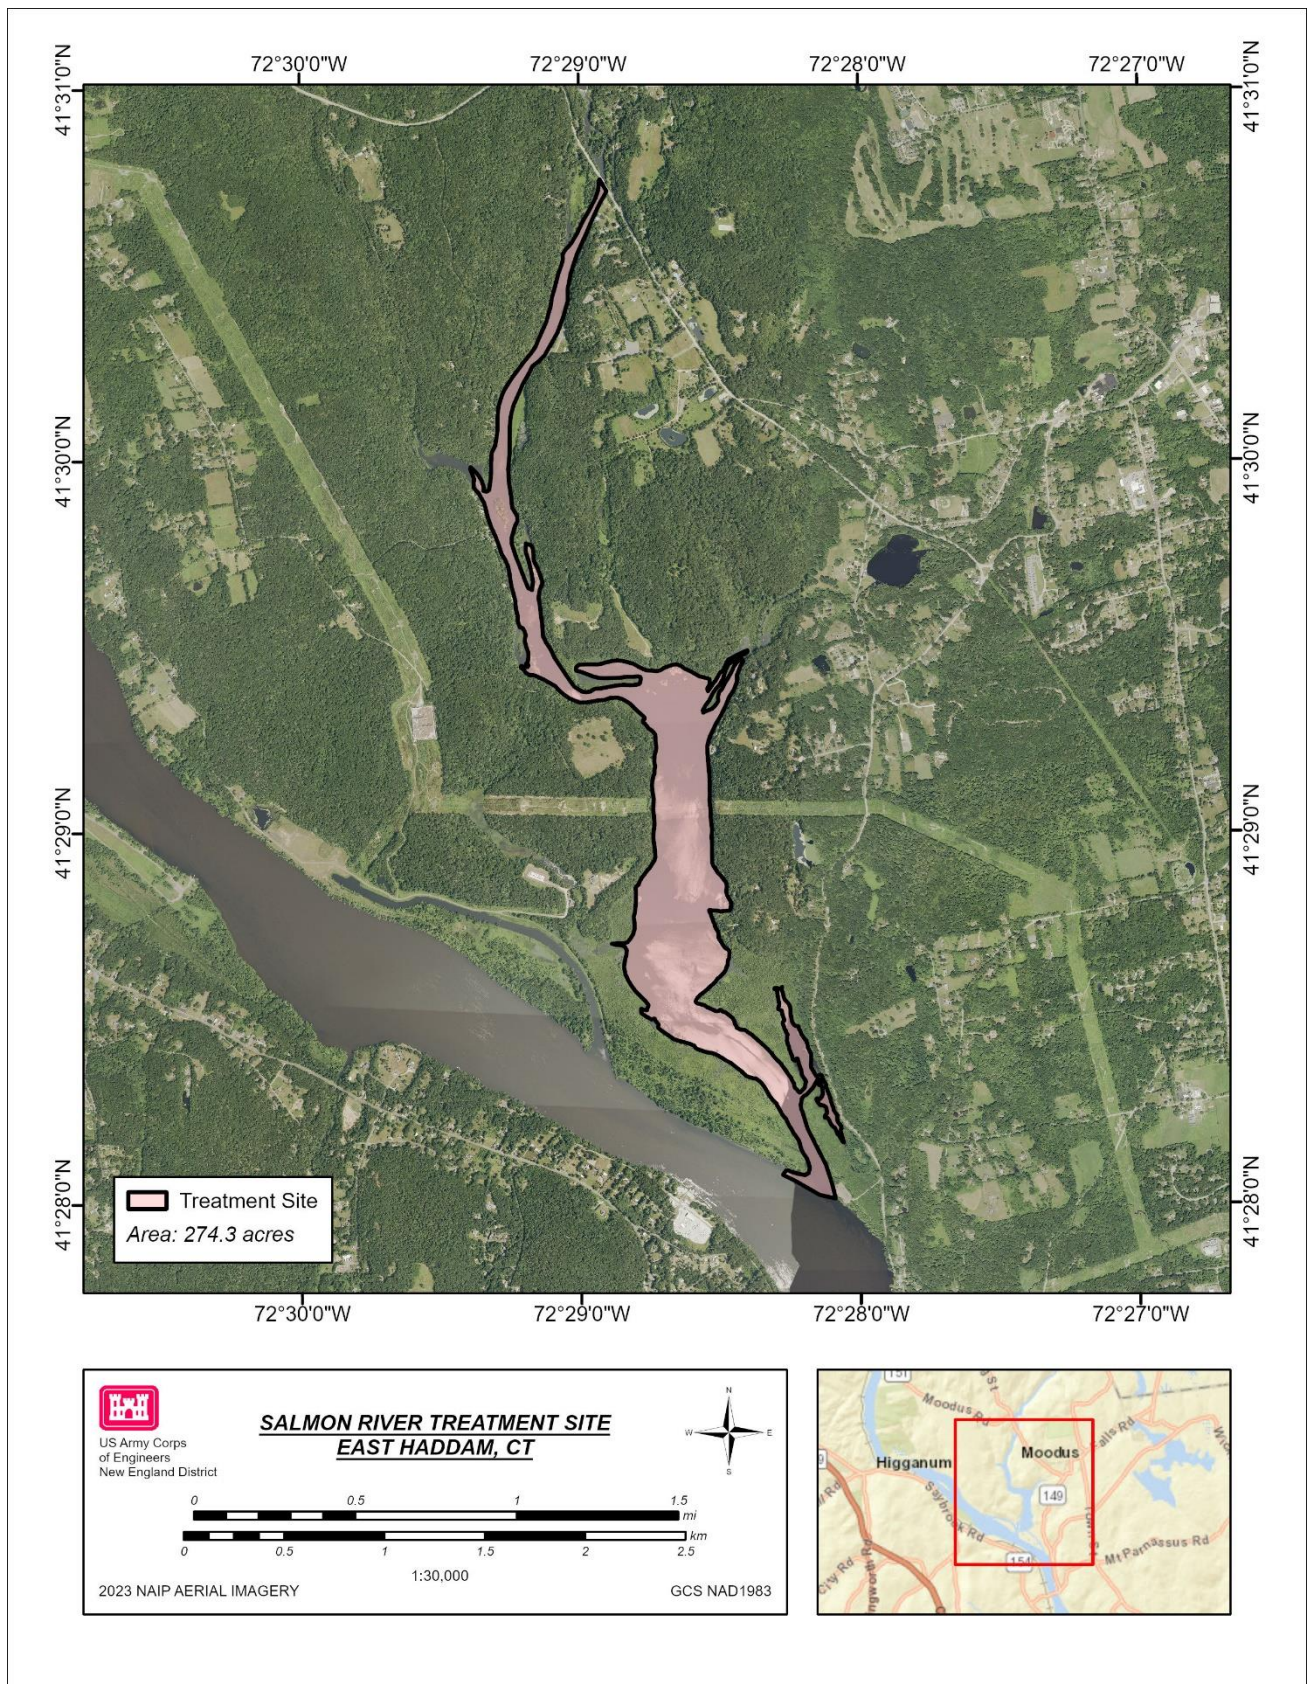 72°30'0"W
72°29'0"W
72°28'0"W
72°27'0"W
41°31'0"N
41°31'0"N
41°30'0"N
41°30'0"N
41°29'0"N
41°29'0"N
41°28'0"N
41°28'0"N
Treatment Site
Area: 274.3 acres
72°30'0"W
72°29'0"W
72°28'0"W
72°27'0"W
US Army Corps
of Engineers
New England District
SALMON RIVER TREATMENT SITE
EAST HADDAM, CT
N
W
E
S
0
0.5
1
1.5
mi
km
0
0.5
1
1.5
2
2.5
1:30,000
2023 NAIP AERIAL IMAGERY
GCS NAD1983
151
Moodus Rd
Falls Rd
Higganum
Moodus
149
Saybrook Rd
154
Mt Parnassus Rd
City Rd